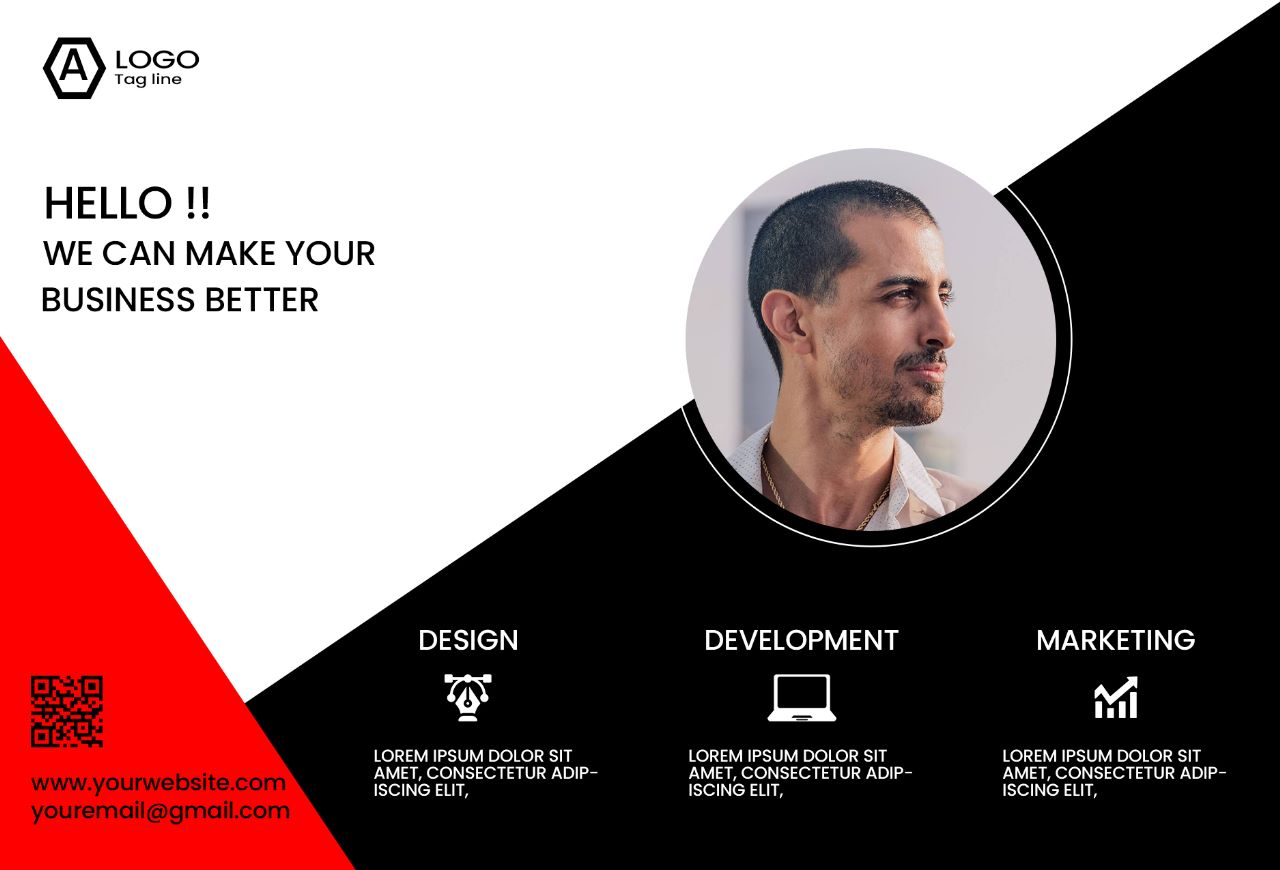 A
LOGO
Tag line
HELLO !!
WE CAN MAKE YOUR
BUSINESS BETTER
DESIGN
DEVELOPMENT
MARKETING
LOREM IPSUM DOLOR SIT
AMET, CONSECTETUR ADIP-
ISCING ELIT,
LOREM IPSUM DOLOR SIT
AMET, CONSECTETUR ADIP-
ISCING ELIT,
LOREM IPSUM DOLOR SIT
AMET, CONSECTETUR ADIP-
ISCING ELIT,
www.yourwebsite.com
youremail@gmail.com